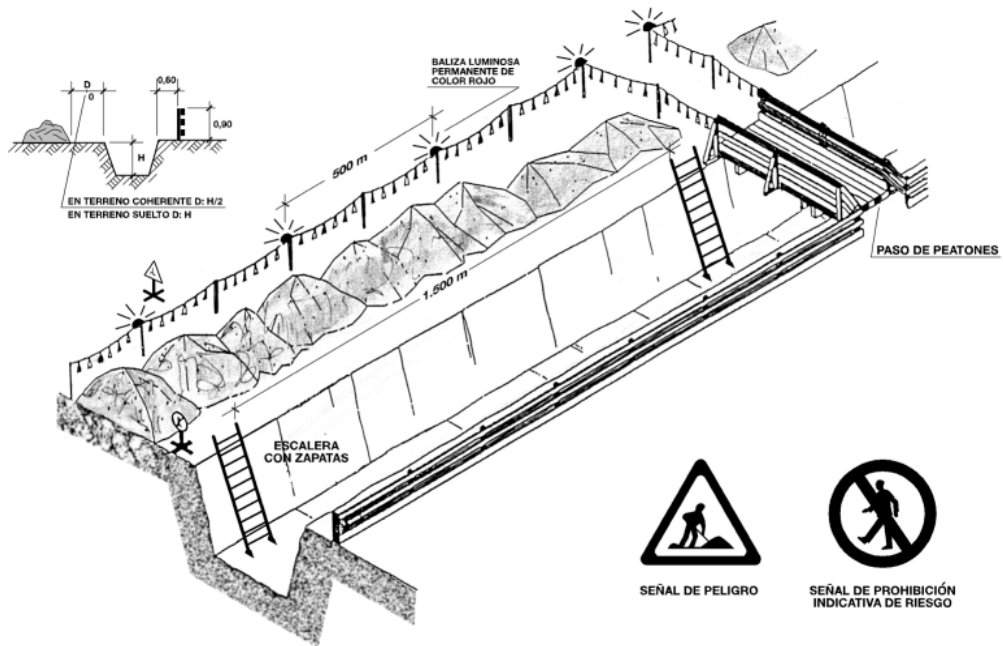 D
0
0,60
0,90
H
EN TERRENO COHERENTE D: H/2
EN TERRENO SUELTO D: H
BALIZA LUMINOSA
PERMANENTE DE
COLOR ROJO
500 m
1.500 m
PASO DE PEATONES
ESCALERA
CON ZAPATAS
SEÑAL DE PELIGRO
SEÑAL DE PROHIBICIÓN
INDICATIVA DE RIESGO